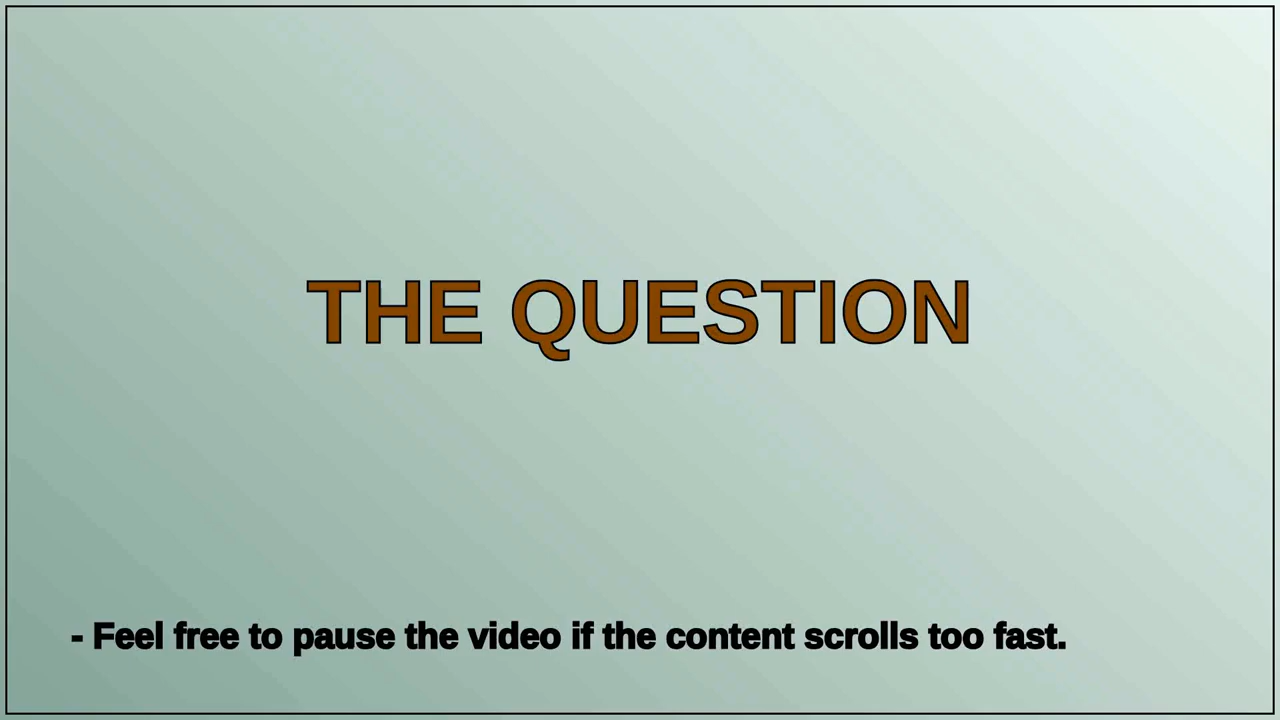 THE QUESTION
- Feel free to pause the video if the content scrolls too fast.